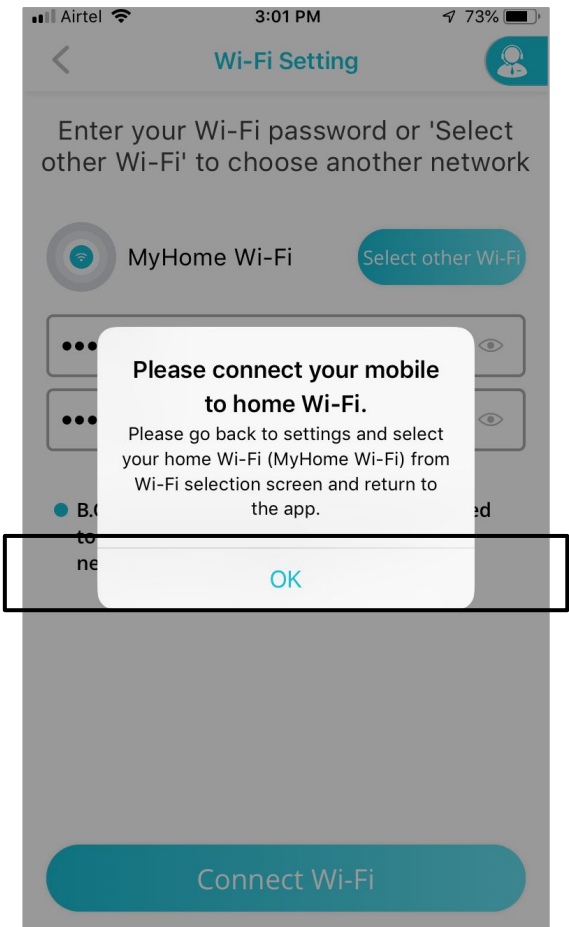 Airtel 3:01 PM 73%
Wi-Fi Setting
Enter your Wi-Fi password or 'Select
other Wi-Fi' to choose another network
MyHome Wi-Fi
Select other Wi-Fi
Please connect your mobile
to home Wi-Fi.
Please go back to settings and select
your home Wi-Fi (MyHome Wi-Fi) from
Wi-Fi selection screen and return to
the app.
to
ne
OK
Connect Wi-Fi